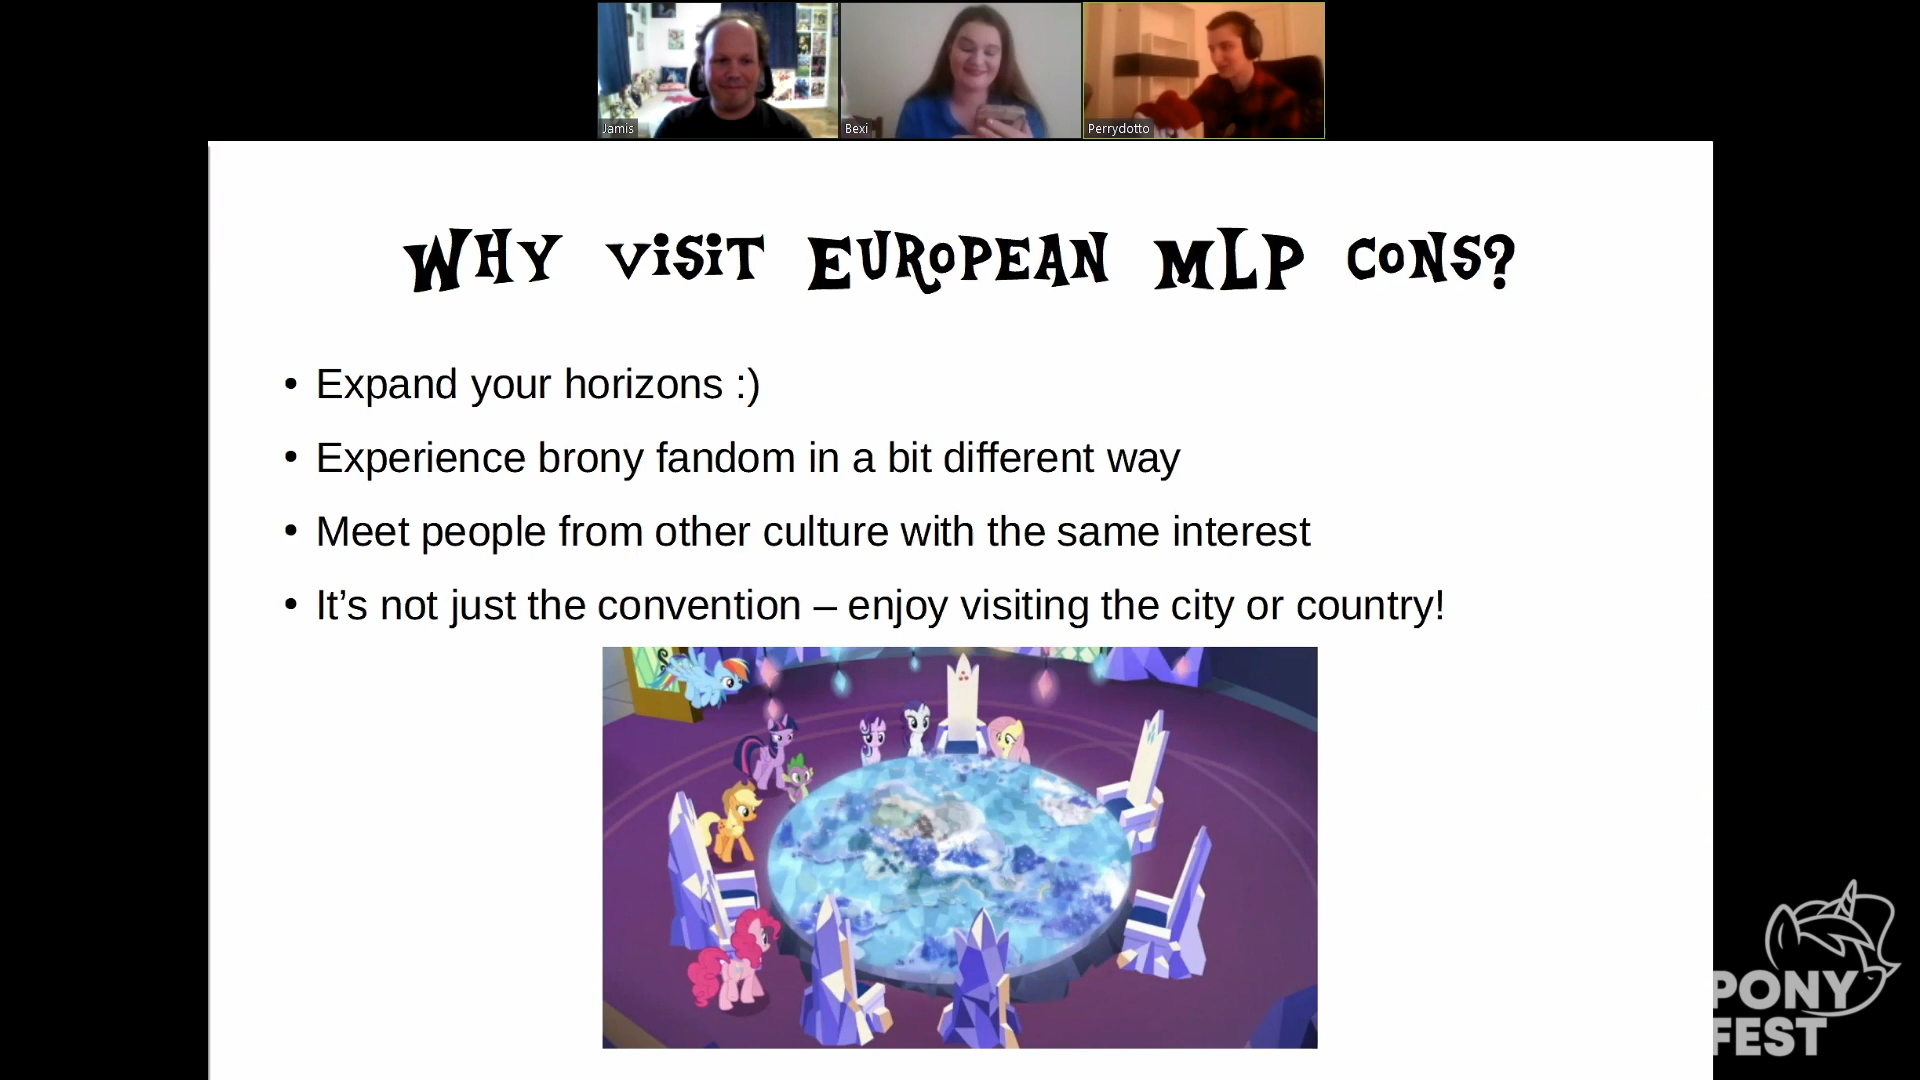 Jamis
Bexi
Perrydotto
Why visit European MLP cons?
• Expand your horizons :)
• Experience brony fandom in a bit different way
• Meet people from other culture with the same interest
• It’s not just the convention – enjoy visiting the city or country!
PONY
FEST